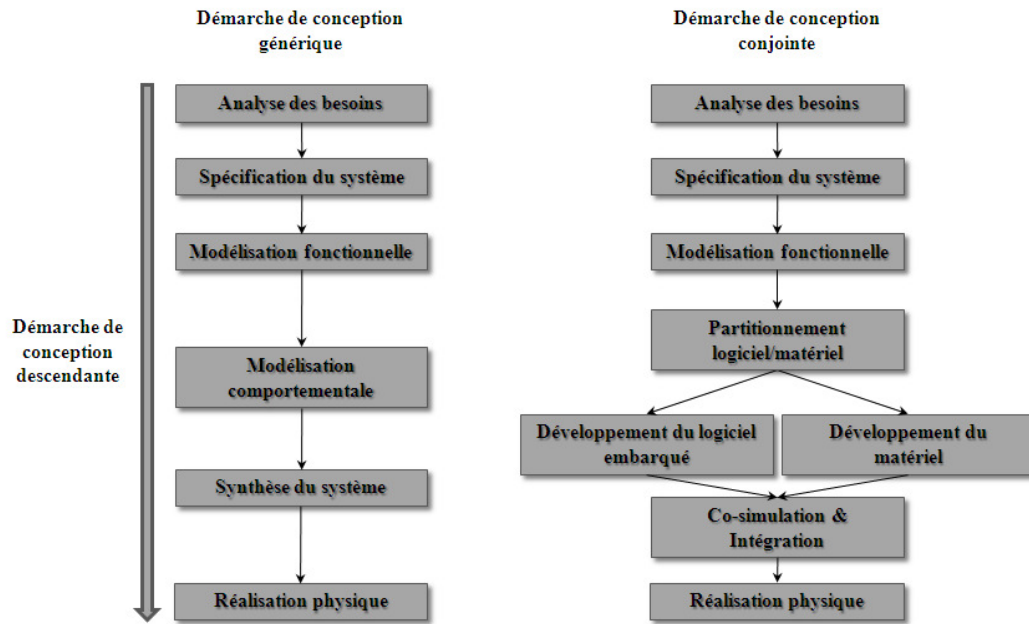 Démarche de conception
générique
Analyse des besoins
Spécification du système
Modélisation fonctionnelle
Modélisation
comportementale
Synthèse du système
Réalisation physique
Démarche de
conception
descendante
Démarche de conception
conjointe
Analyse des besoins
Spécification du système
Modélisation fonctionnelle
Partitionnement
logiciel/matériel
Développement du logiciel
embarqué
Développement du
matériel
Co-simulation &
Intégration
Réalisation physique